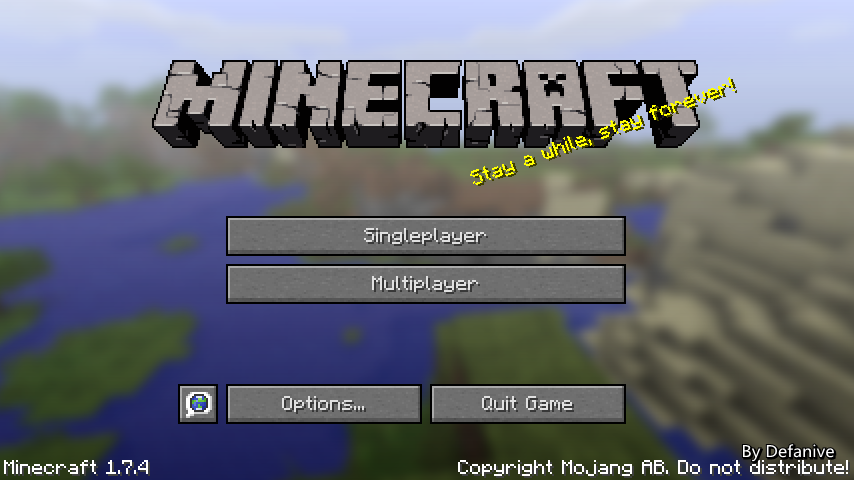 MINECRAFT
Stay a while, stay forever!
Singleplayer
Multiplayer
Options...
Quit Game
By Defanive
Minecraft 1.7.4
Copyright Mojang AB. Do not distribute!